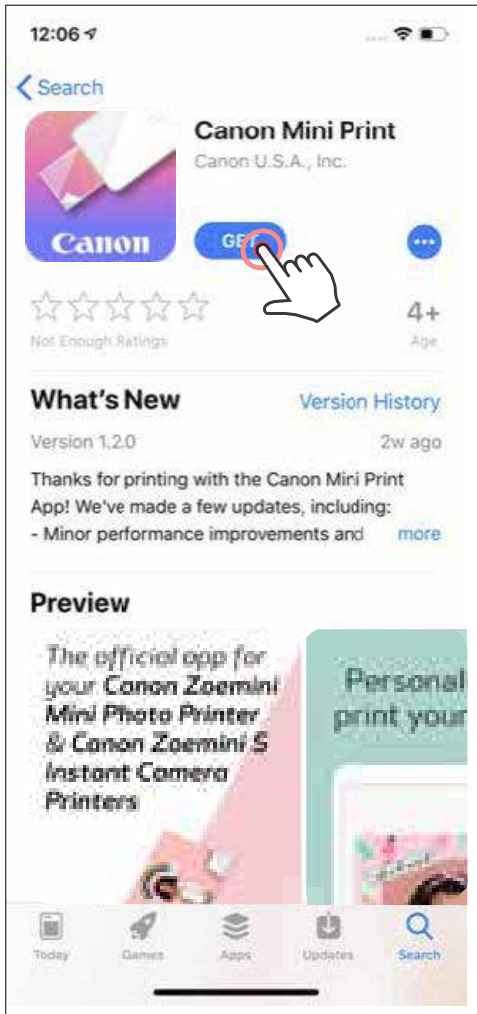 12:06
Search
Canon Mini Print
Canon U.S.A., Inc.
Canon
GET
Not Enough Ratings
4+
Age
What's New
Version History
Version 1.2.0
2w ago
Thanks for printing with the Canon Mini Print
App! We've made a few updates, including:
- Minor performance improvements and
more
Preview
The official app for
your Canon Zoemini
Mini Photo Printer
& Canon Zoemini S
Instant Camera
Printers
Personal
print your
Today
Games
Apps
Updates
Search